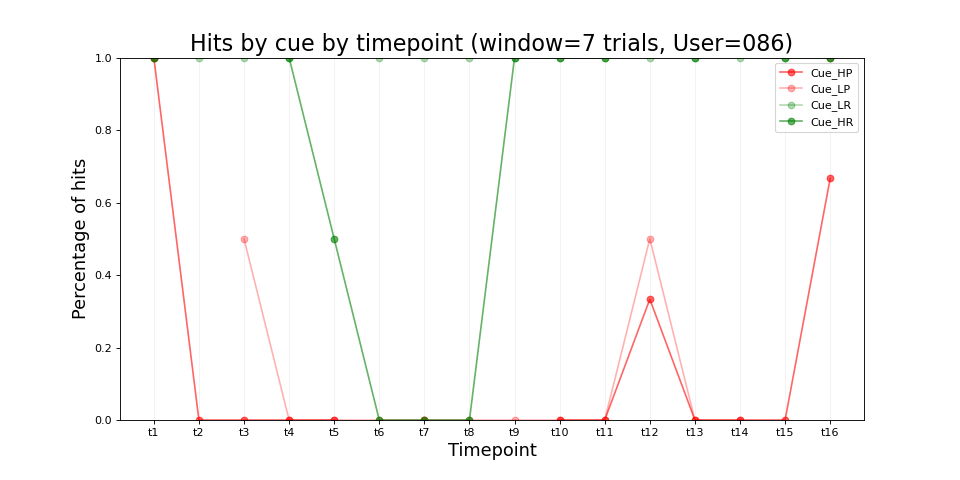 Hits by cue by timepoint (window=7 trials, User=086)
Percentage of hits
1.0
0.8
0.6
0.4
0.2
0.0
Cue_HP
Cue_LP
Cue_LR
Cue_HR
t1 t2 t3 t4 t5 t6 t7 t8 t9 t10 t11 t12 t13 t14 t15 t16
Timepoint